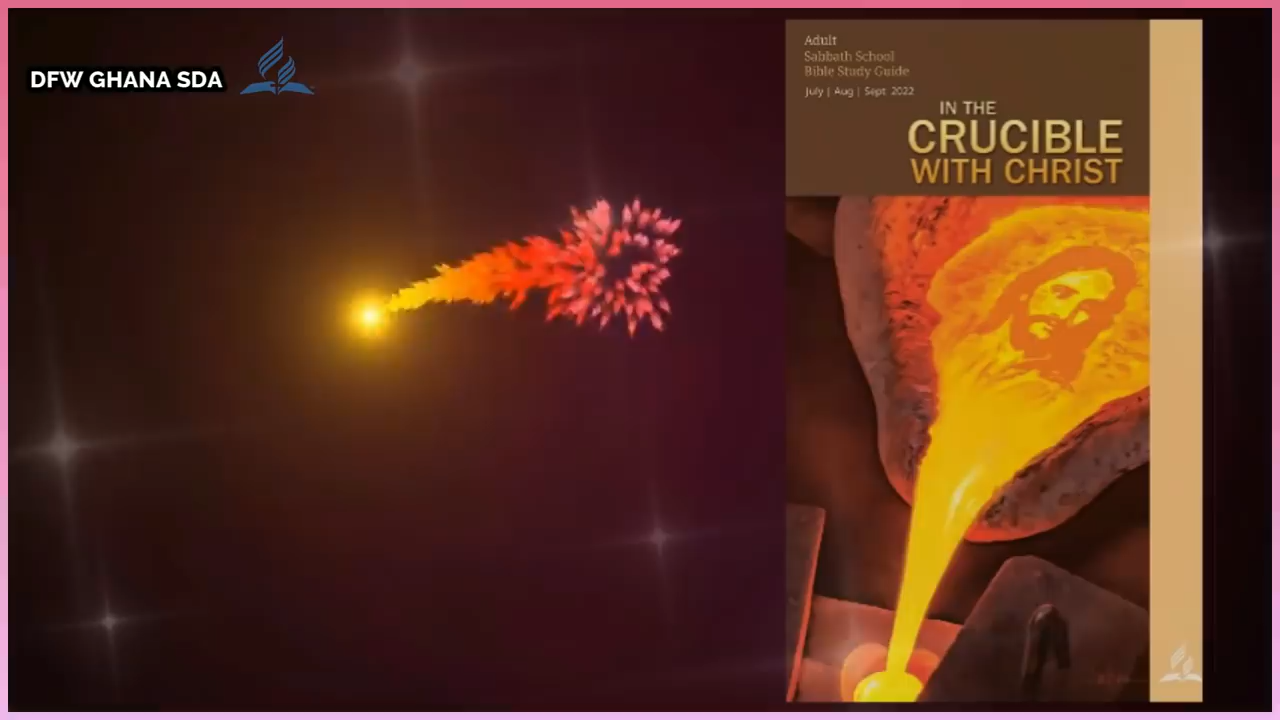 DFW GHANA SDA
Adult
Sabbath School
Bible Study Guide
July | Aug | Sept 2022
IN THE
CRUCIBLE
WITH CHRIST